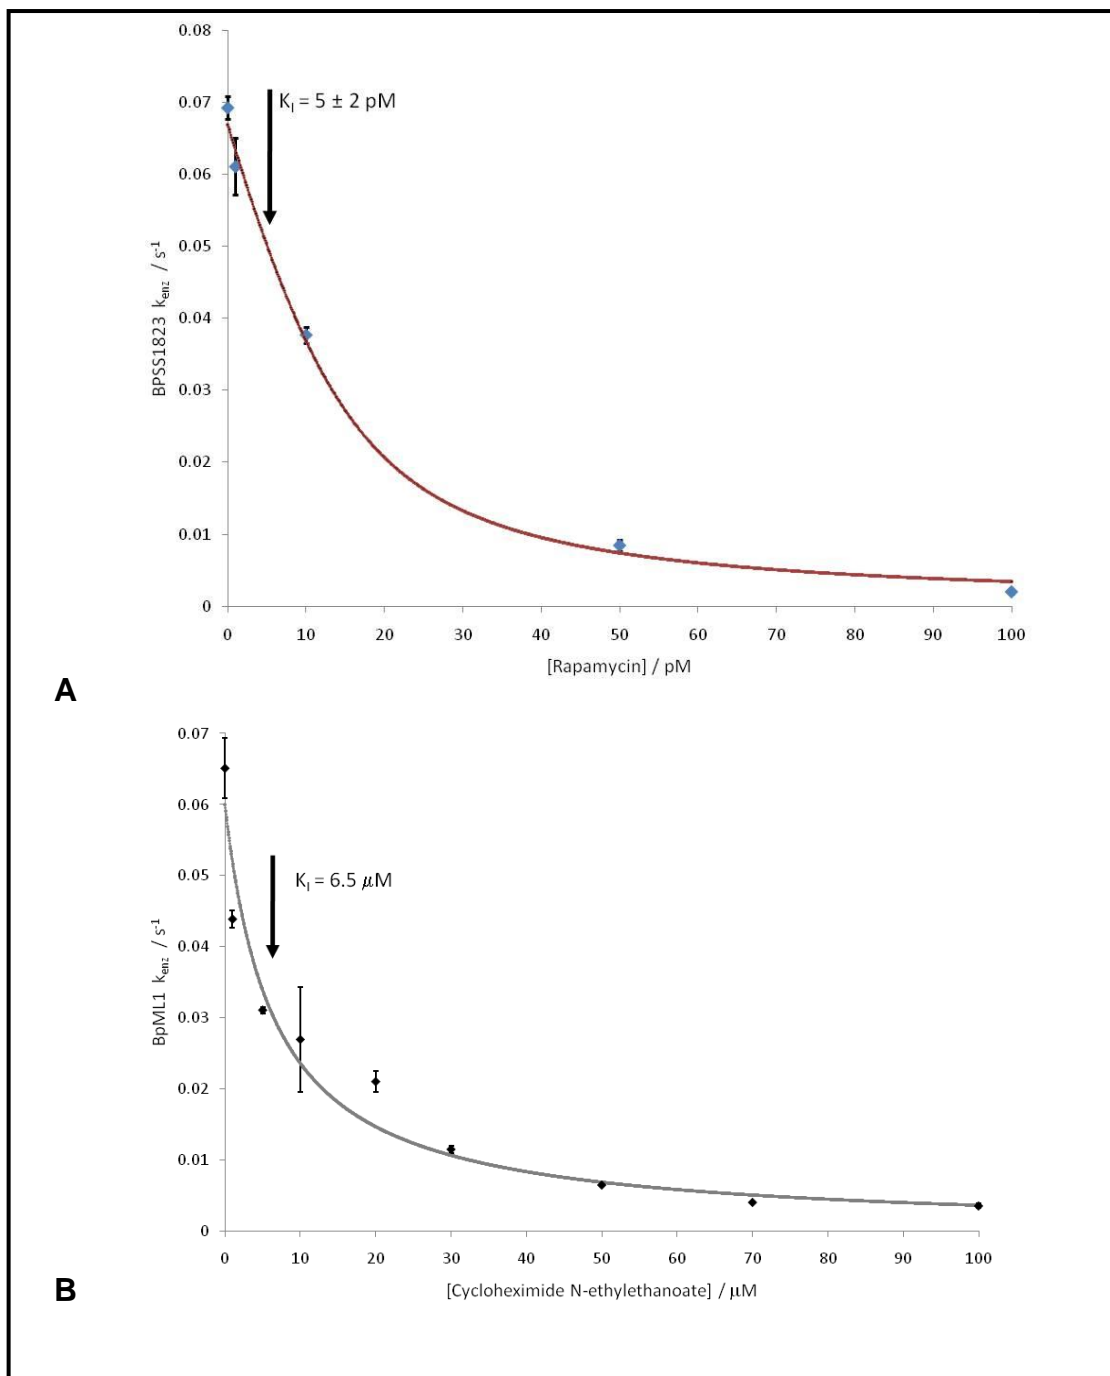 0.08
0.07
0.06
0.05
0.04
0.03
0.02
0.01
0
BPSS1823 k_enz / s⁻¹
K_I = 5 ± 2 pM
0 10 20 30 40 50 60 70 80 90 100
[Rapamycin] / pM
A
0.07
0.06
0.05
0.04
0.03
0.02
0.01
0
BpML1 k_enz / s⁻¹
K_I = 6.5 µM
0 10 20 30 40 50 60 70 80 90 100
[Cycloheximide N-ethylethanoate] / µM
B